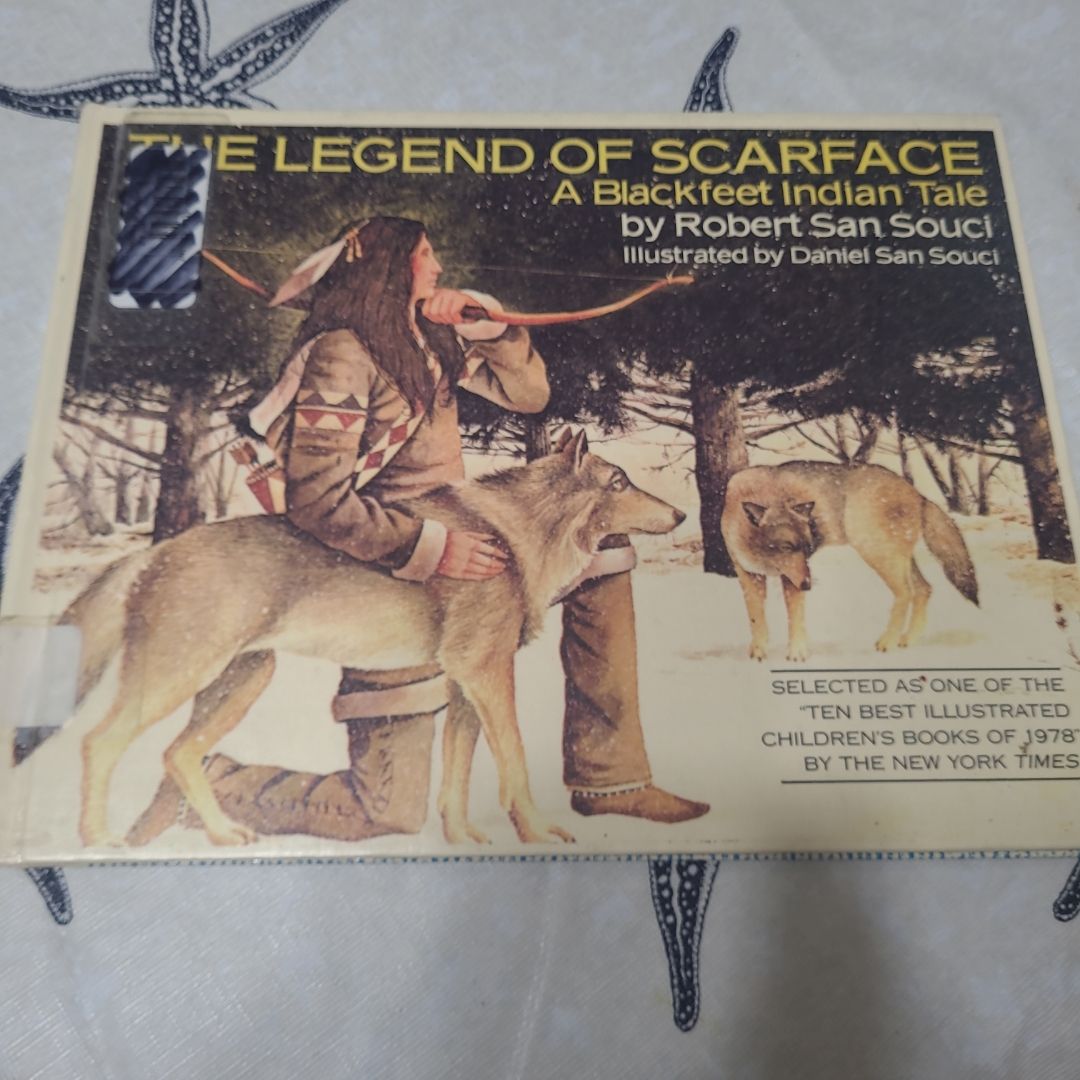 THE LEGEND OF SCARFACE
A Blackfeet Indian Tale
by Robert San Souci
Illustrated by Daniel San Souci
SELECTED AS ONE OF THE
"TEN BEST ILLUSTRATED
CHILDREN'S BOOKS OF 1978"
BY THE NEW YORK TIMES